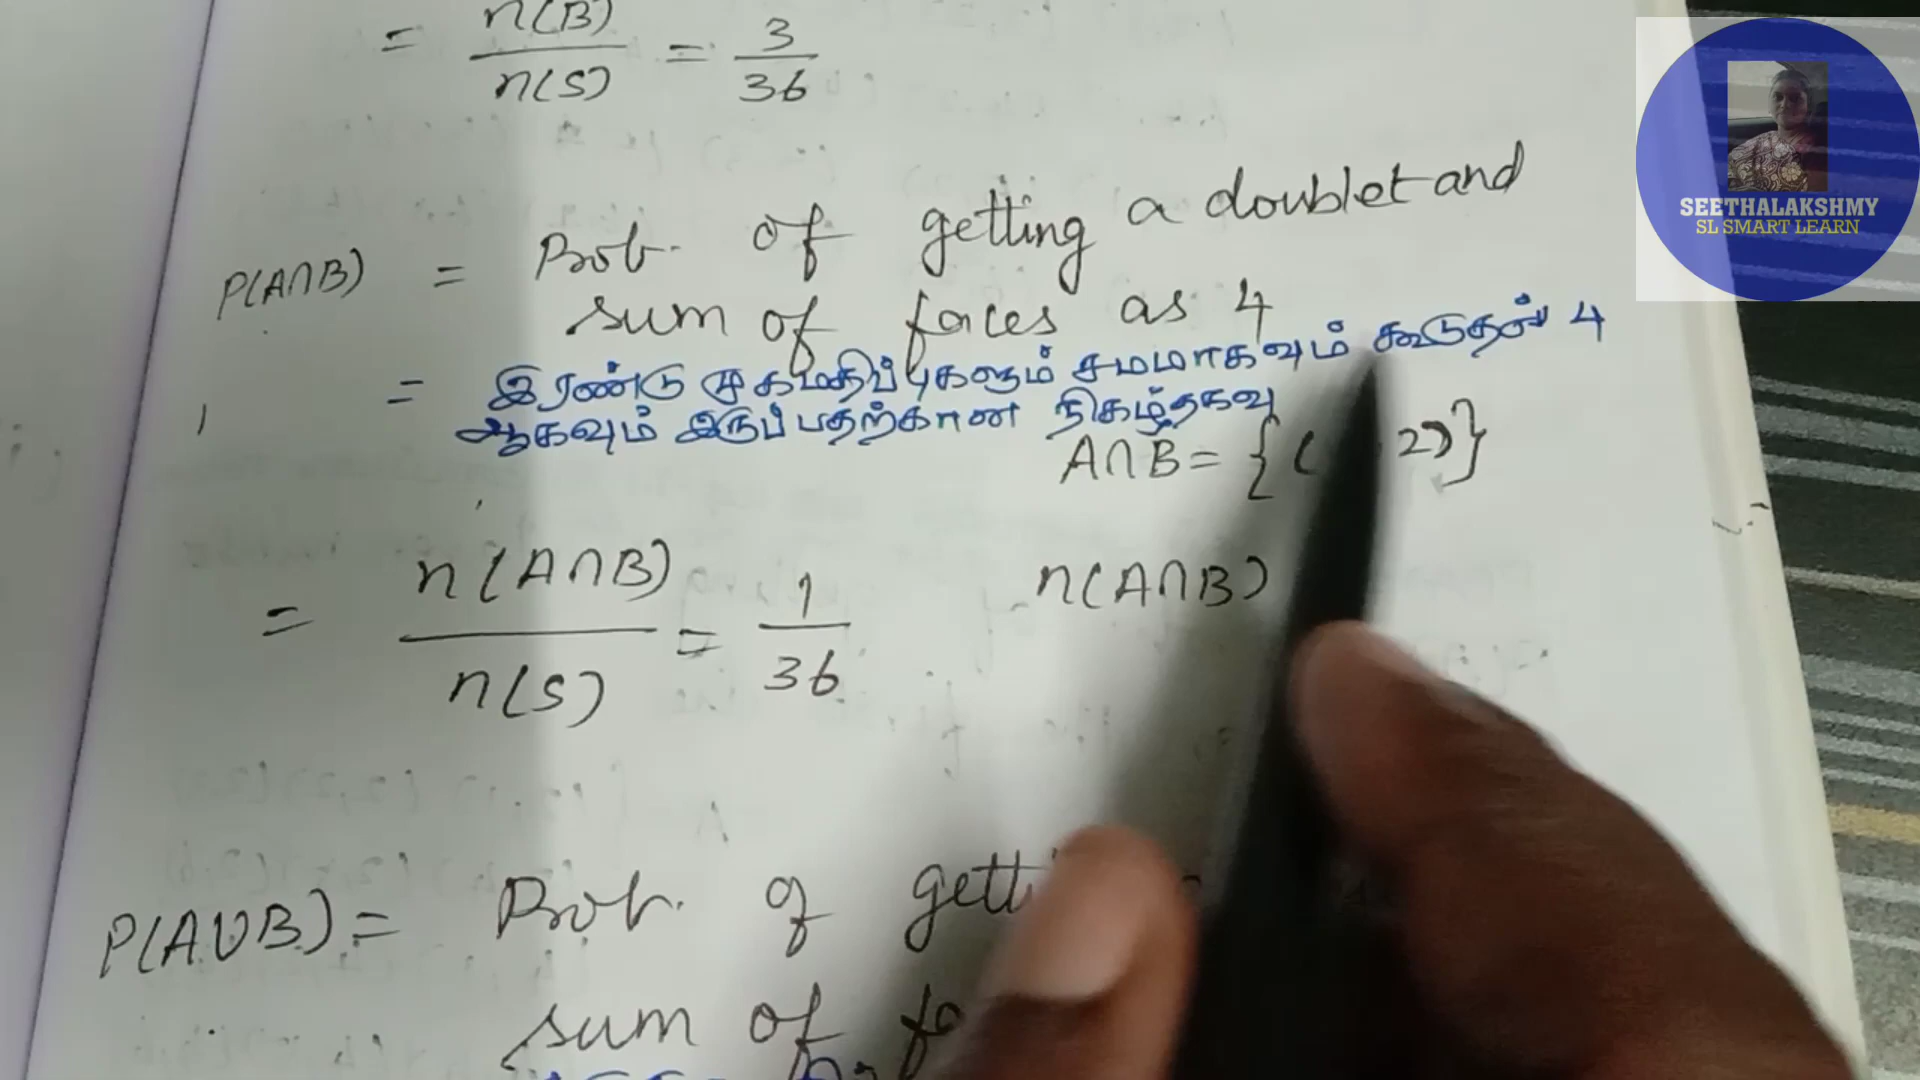 = n(B)/n(S) = 3/36
P(A∩B) = Prob. of getting a doublet and
sum of faces as 4
= இரண்டு முகமதிப்புகளும் சமமாகவும் கூடுதல் 4
ஆகவும் இருப்பதற்கான நிகழ்தகவு
A∩B = { ( 2)}
= n(A∩B)/n(S) = 1/36
n(A∩B)
P(A∪B) = Prob. of
sum of
SEETHALAKSHMY
SL SMART LEARN